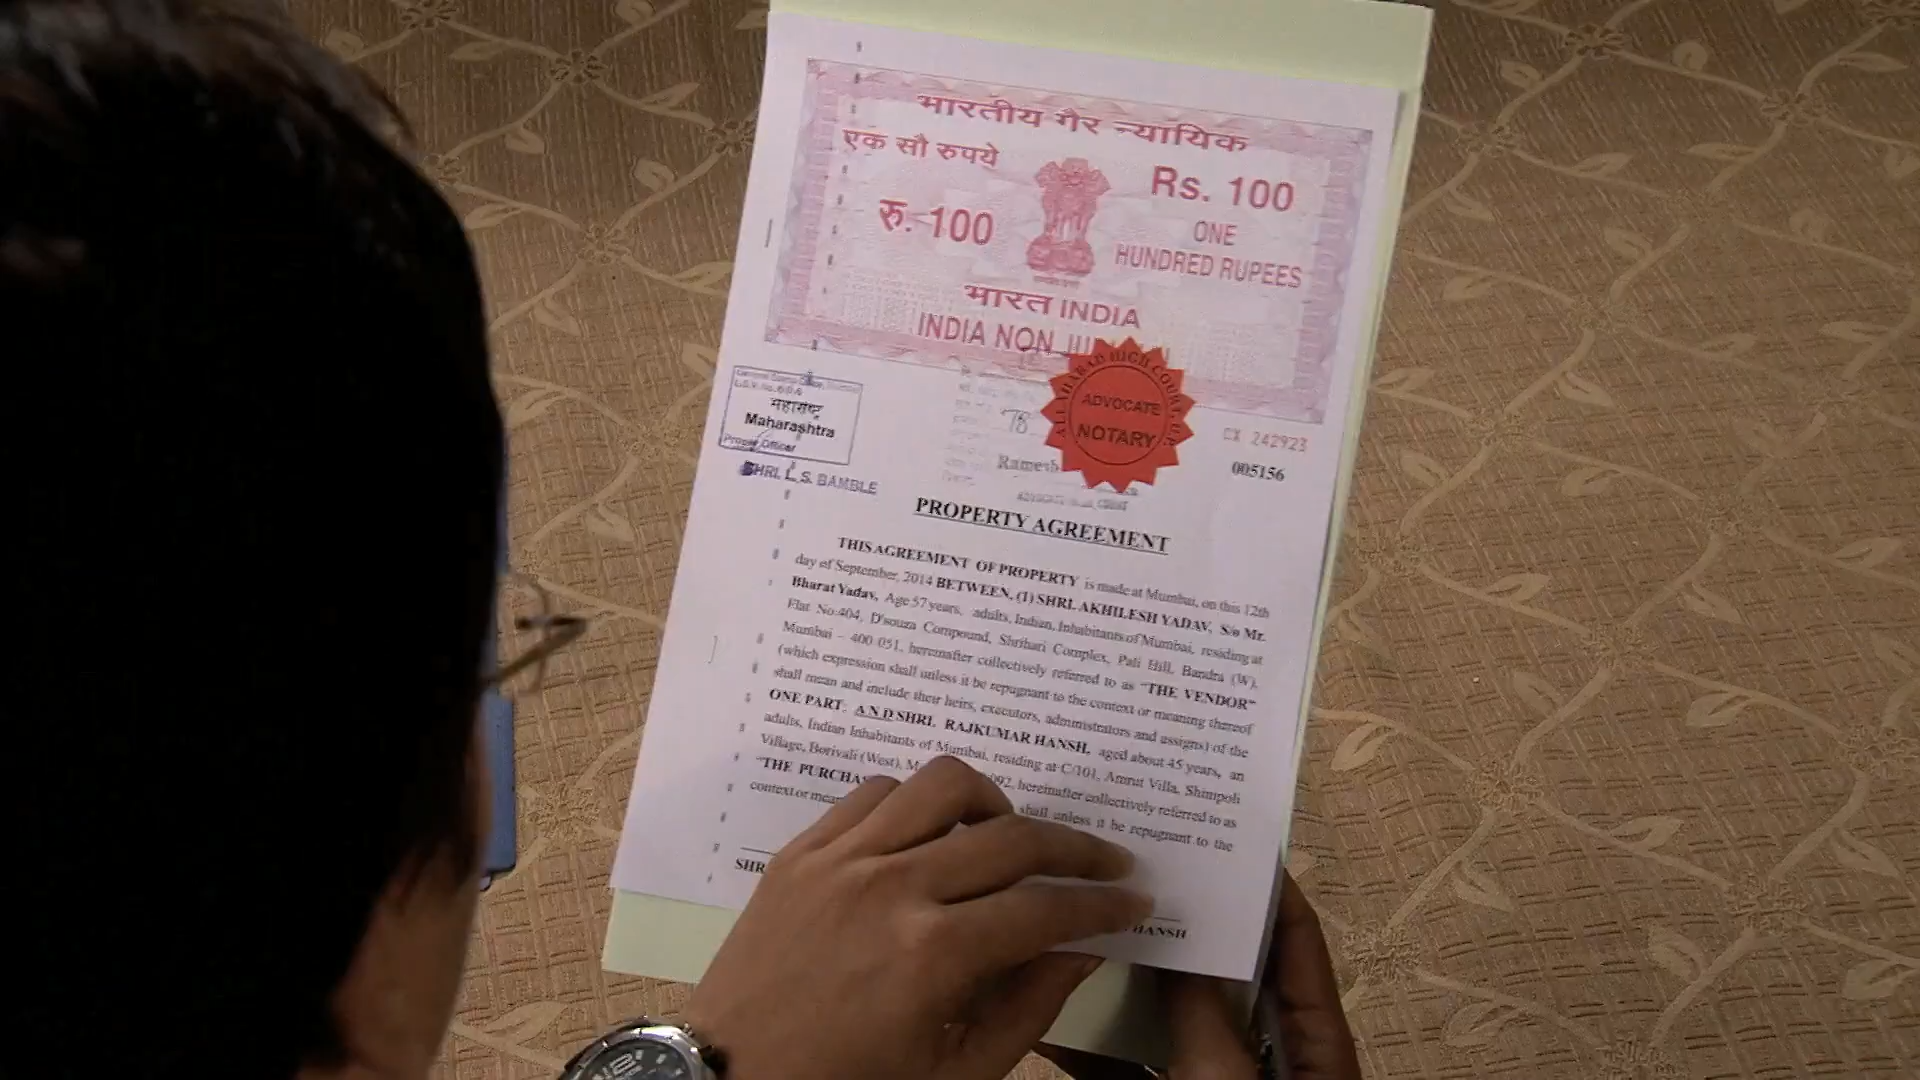 भारतीय गैर न्यायिक
एक सौ रुपये
Rs. 100
रु. 100
ONE
HUNDRED RUPEES
भारत INDIA
INDIA NON
ALLAHABAD HIGH COURT
ADVOCATE
NOTARY
महाराष्ट्र
Maharashtra
Proper Officer
SHRI. L. S. BAMBLE
78
Ramesh
CX 242923
005156
PROPERTY AGREEMENT
THIS AGREEMENT OF PROPERTY is made at Mumbai, on this 12th
day of September, 2014 BETWEEN, (1) SHRI. AKHILESH YADAV, S/o Mr.
Bharat Yadav, Age 57 years, adults, Indian, Inhabitants of Mumbai, residing at
Flat No:404, D'souza Compound, Shrihari Complex, Pali Hill, Bandra (W),
Mumbai – 400 051, hereinafter collectively referred to as "THE VENDOR"
(which expression shall unless it be repugnant to the context or meaning thereof
shall mean and include their heirs, executors, administrators and assigns) of the
ONE PART; A N D SHRI. RAJKUMAR HANSH, aged about 45 years, an
adults, Indian Inhabitants of Mumbai, residing at C/101, Amrut Villa, Shimpoli
Village, Borivali (West), 092, hereinafter collectively referred to as
"THE shall unless it be repugnant to the
context or
HANSH